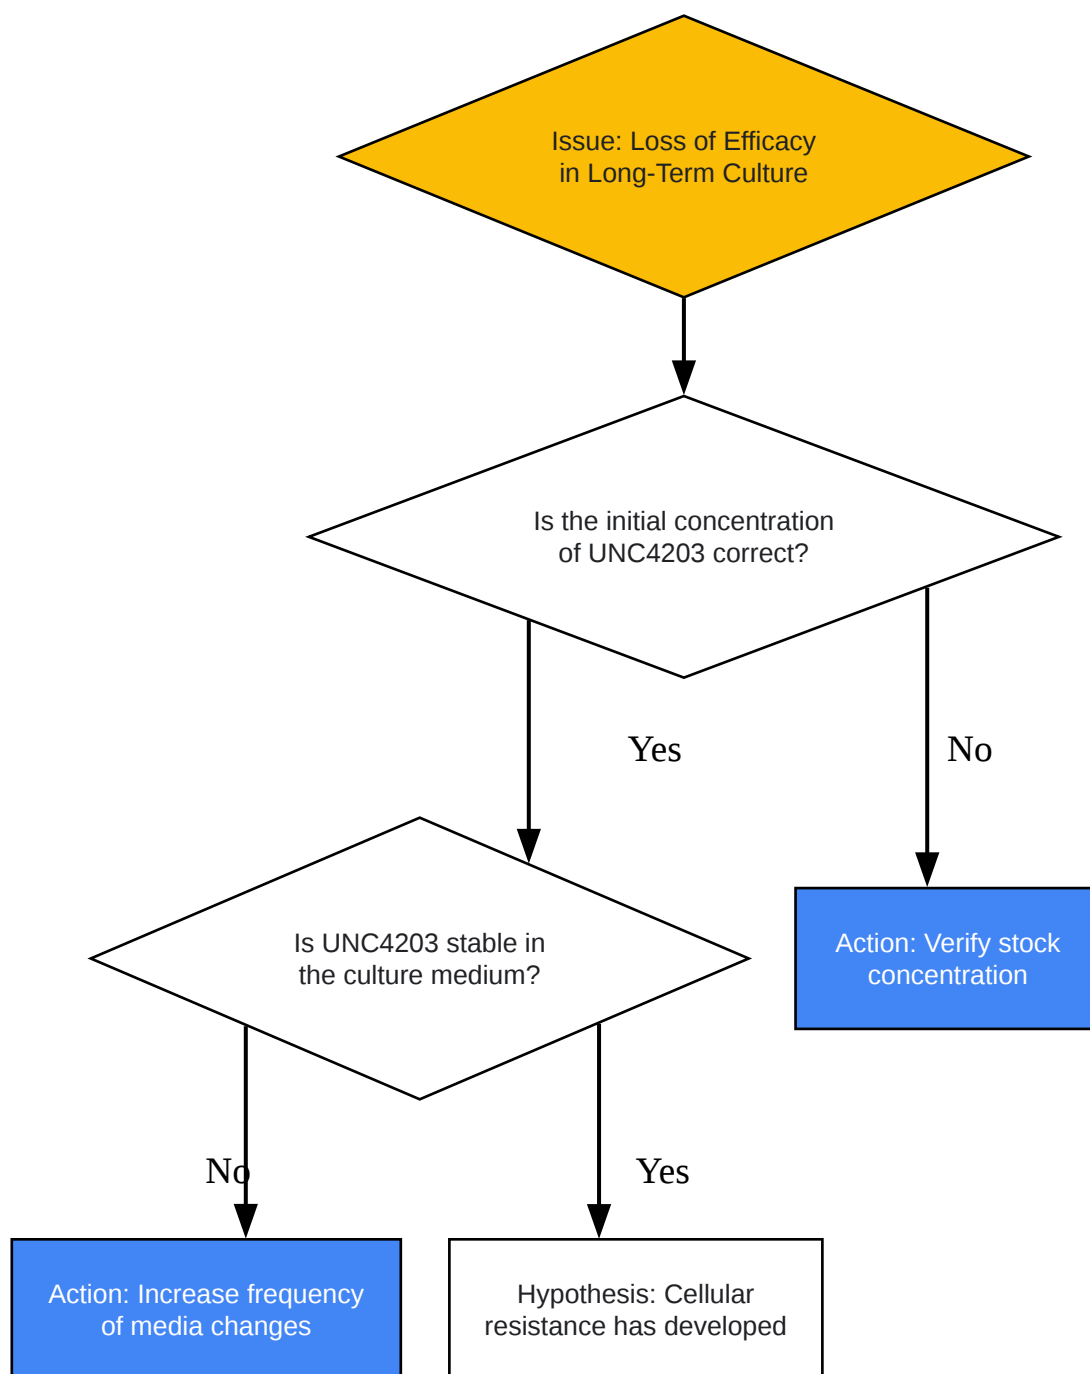 Issue: Loss of Efficacy
in Long-Term Culture
Is the initial concentration
of UNC4203 correct?
Yes
No
Is UNC4203 stable in
the culture medium?
Action: Verify stock
concentration
No
Yes
Action: Increase frequency
of media changes
Hypothesis: Cellular
resistance has developed